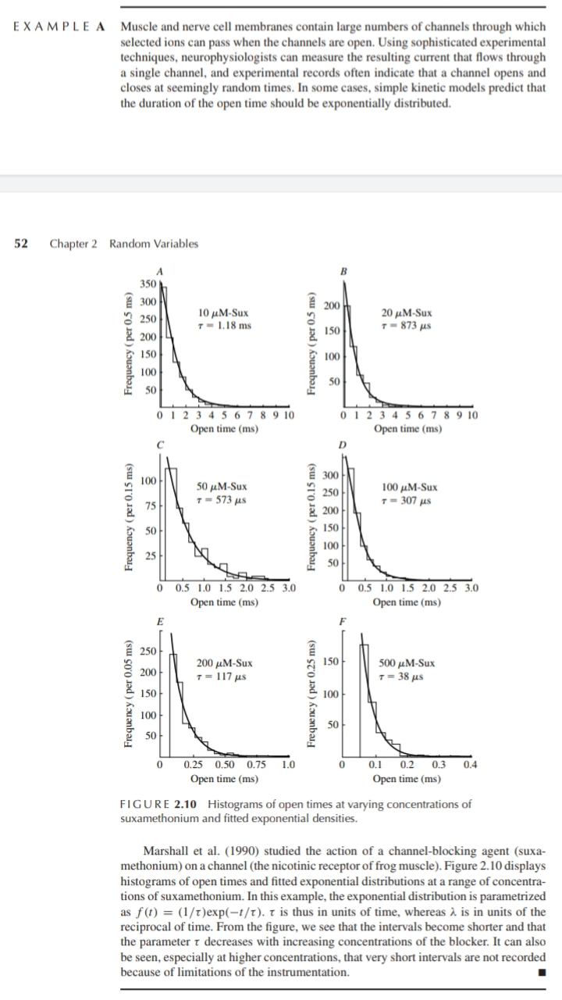 EXAMPLE A Muscle and nerve cell membranes contain large numbers of channels through which
selected ions can pass when the channels are open. Using sophisticated experimental
techniques, neurophysiologists can measure the resulting current that flows through
a single channel, and experimental records often indicate that a channel opens and
closes at seemingly random times. In some cases, simple kinetic models predict that
the duration of the open time should be exponentially distributed.
52 Chapter 2 Random Variables
A
350
300
250
200
150
100
50
Frequency ( per 0.5 ms)
10 μM-Sux
τ = 1.18 ms
0 1 2 3 4 5 6 7 8 9 10
Open time (ms)
B
200
150
100
50
Frequency ( per 0.5 ms)
20 μM-Sux
τ = 873 μs
0 1 2 3 4 5 6 7 8 9 10
Open time (ms)
C
100
75
50
25
Frequency ( per 0.15 ms)
50 μM-Sux
τ = 573 μs
0 0.5 1.0 1.5 2.0 2.5 3.0
Open time (ms)
D
300
250
200
150
100
50
Frequency ( per 0.15 ms)
100 μM-Sux
τ = 307 μs
0 0.5 1.0 1.5 2.0 2.5 3.0
Open time (ms)
E
250
200
150
100
50
Frequency ( per 0.05 ms)
200 μM-Sux
τ = 117 μs
0 0.25 0.50 0.75 1.0
Open time (ms)
F
150
100
50
Frequency ( per 0.25 ms)
500 μM-Sux
τ = 38 μs
0 0.1 0.2 0.3 0.4
Open time (ms)
FIGURE 2.10 Histograms of open times at varying concentrations of
suxamethonium and fitted exponential densities.
Marshall et al. (1990) studied the action of a channel-blocking agent (suxa-
methonium) on a channel (the nicotinic receptor of frog muscle). Figure 2.10 displays
histograms of open times and fitted exponential distributions at a range of concentra-
tions of suxamethonium. In this example, the exponential distribution is parametrized
as f(t) = (1/τ)exp(−t/τ). τ is thus in units of time, whereas λ is in units of the
reciprocal of time. From the figure, we see that the intervals become shorter and that
the parameter τ decreases with increasing concentrations of the blocker. It can also
be seen, especially at higher concentrations, that very short intervals are not recorded
because of limitations of the instrumentation.